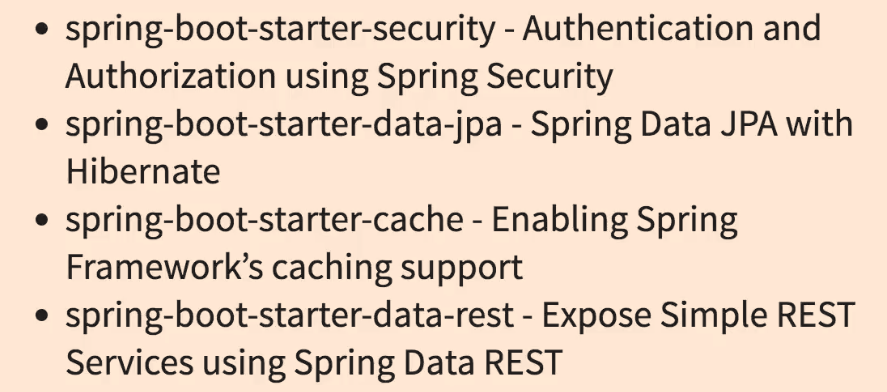 • spring-boot-starter-security - Authentication and
Authorization using Spring Security
• spring-boot-starter-data-jpa - Spring Data JPA with
Hibernate
• spring-boot-starter-cache - Enabling Spring
Framework’s caching support
• spring-boot-starter-data-rest - Expose Simple REST
Services using Spring Data REST